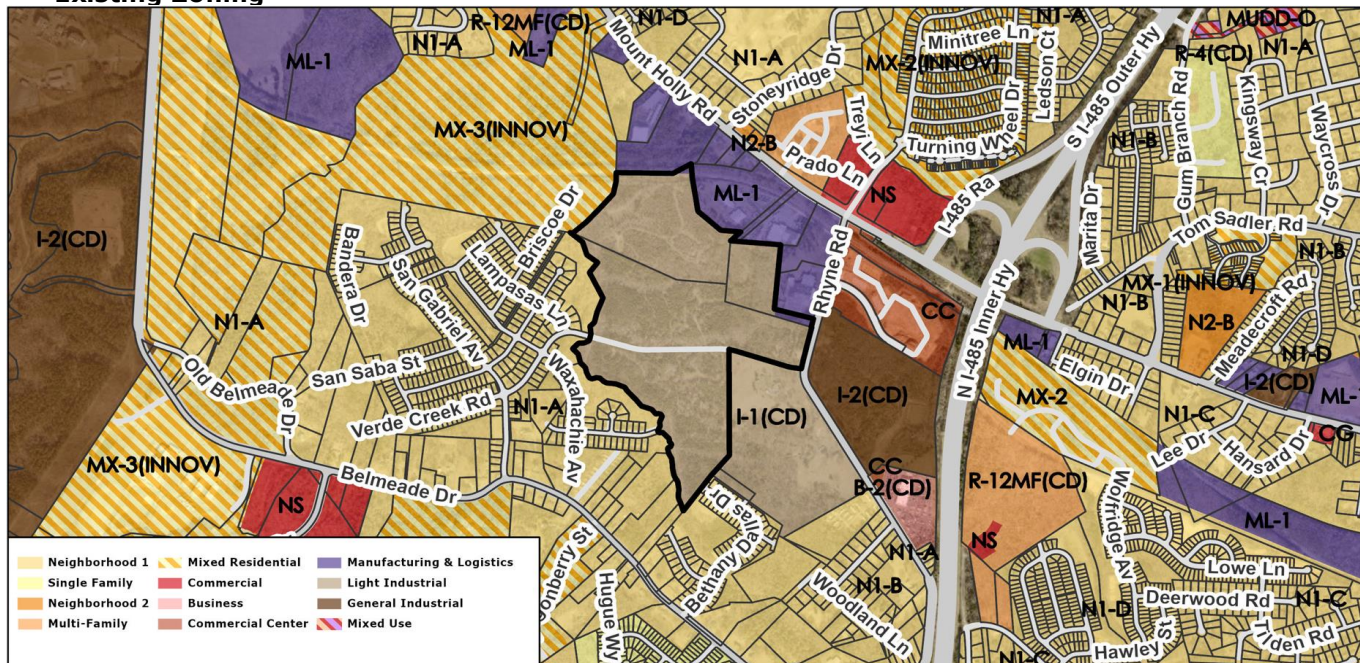 Existing Zoning
N1-D
R-12MF(CD)
N1-A
ML-1
ML-1
Mount Holly Rd
N1-A
Stoneyridge Dr
MX-2(INNOV)
Minitree Ln
Ledson Ct
N1-A
S I-485 Outer Hy
MUDD-O
N1-A
R-4(CD)
Kingsway Cr
Waycross Dr
Gum Branch Rd
MX-3(INNOV)
N2-B
Treyi Ln
Turning Wheel Dr
N1-B
Prado Ln
ML-1
NS
I-485 Ra
Marita Dr
Tom Sadler Rd
I-2(CD)
Bandera Dr
San Gabriel Av
Lampasas Ln
Briscoe Dr
Rhyne Rd
CC
N I-485 Inner Hy
MX-1(INNOV)
N1-B
N1-B
N2-B
Meadecroft Rd
N1-A
Old Belmeade Dr
San Saba St
Verde Creek Rd
N1-A
Waxahachie Av
I-1(CD)
I-2(CD)
ML-1
Elgin Dr
N1-D
I-2(CD)
ML-
MX-2
N1-C
Lee Dr
Hansard Dr
CG
MX-3(INNOV)
NS
Belmeade Dr
CC
B-2(CD)
R-12MF(CD)
NS
Wolfridge Av
ML-1
Bethany Dallas Dr
N1-A
N1-B
Woodland Ln
Lowe Ln
Deerwood Rd
N1-C
N1-D
Hawley St
Tilden Rd
N1-C
onberry St
Hugue Wy
Neighborhood 1
Single Family
Neighborhood 2
Multi-Family
Mixed Residential
Commercial
Business
Commercial Center
Manufacturing & Logistics
Light Industrial
General Industrial
Mixed Use